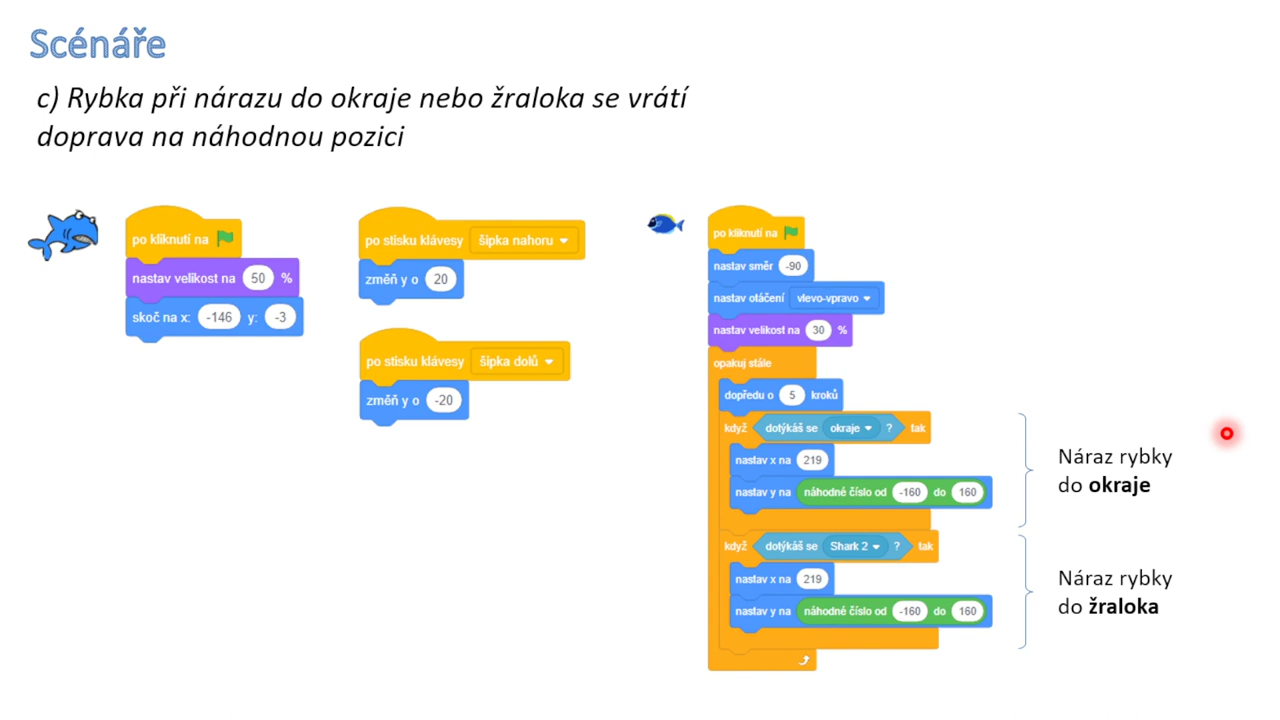 Scénáře
c) Rybka při nárazu do okraje nebo žraloka se vrátí
doprava na náhodnou pozici
po kliknutí na
nastav velikost na 50 %
skoč na x: -146 y: -3
po stisku klávesy šipka nahoru
změň y o 20
po stisku klávesy šipka dolů
změň y o -20
po kliknutí na
nastav směr -90
nastav otáčení vlevo-vpravo
nastav velikost na 30 %
opakuj stále
dopředu o 5 kroků
když dotýkáš se okraje ? tak
nastav x na 219
nastav y na náhodné číslo od -160 do 160
když dotýkáš se Shark 2 ? tak
nastav x na 219
nastav y na náhodné číslo od -160 do 160
Náraz rybky
do okraje
Náraz rybky
do žraloka